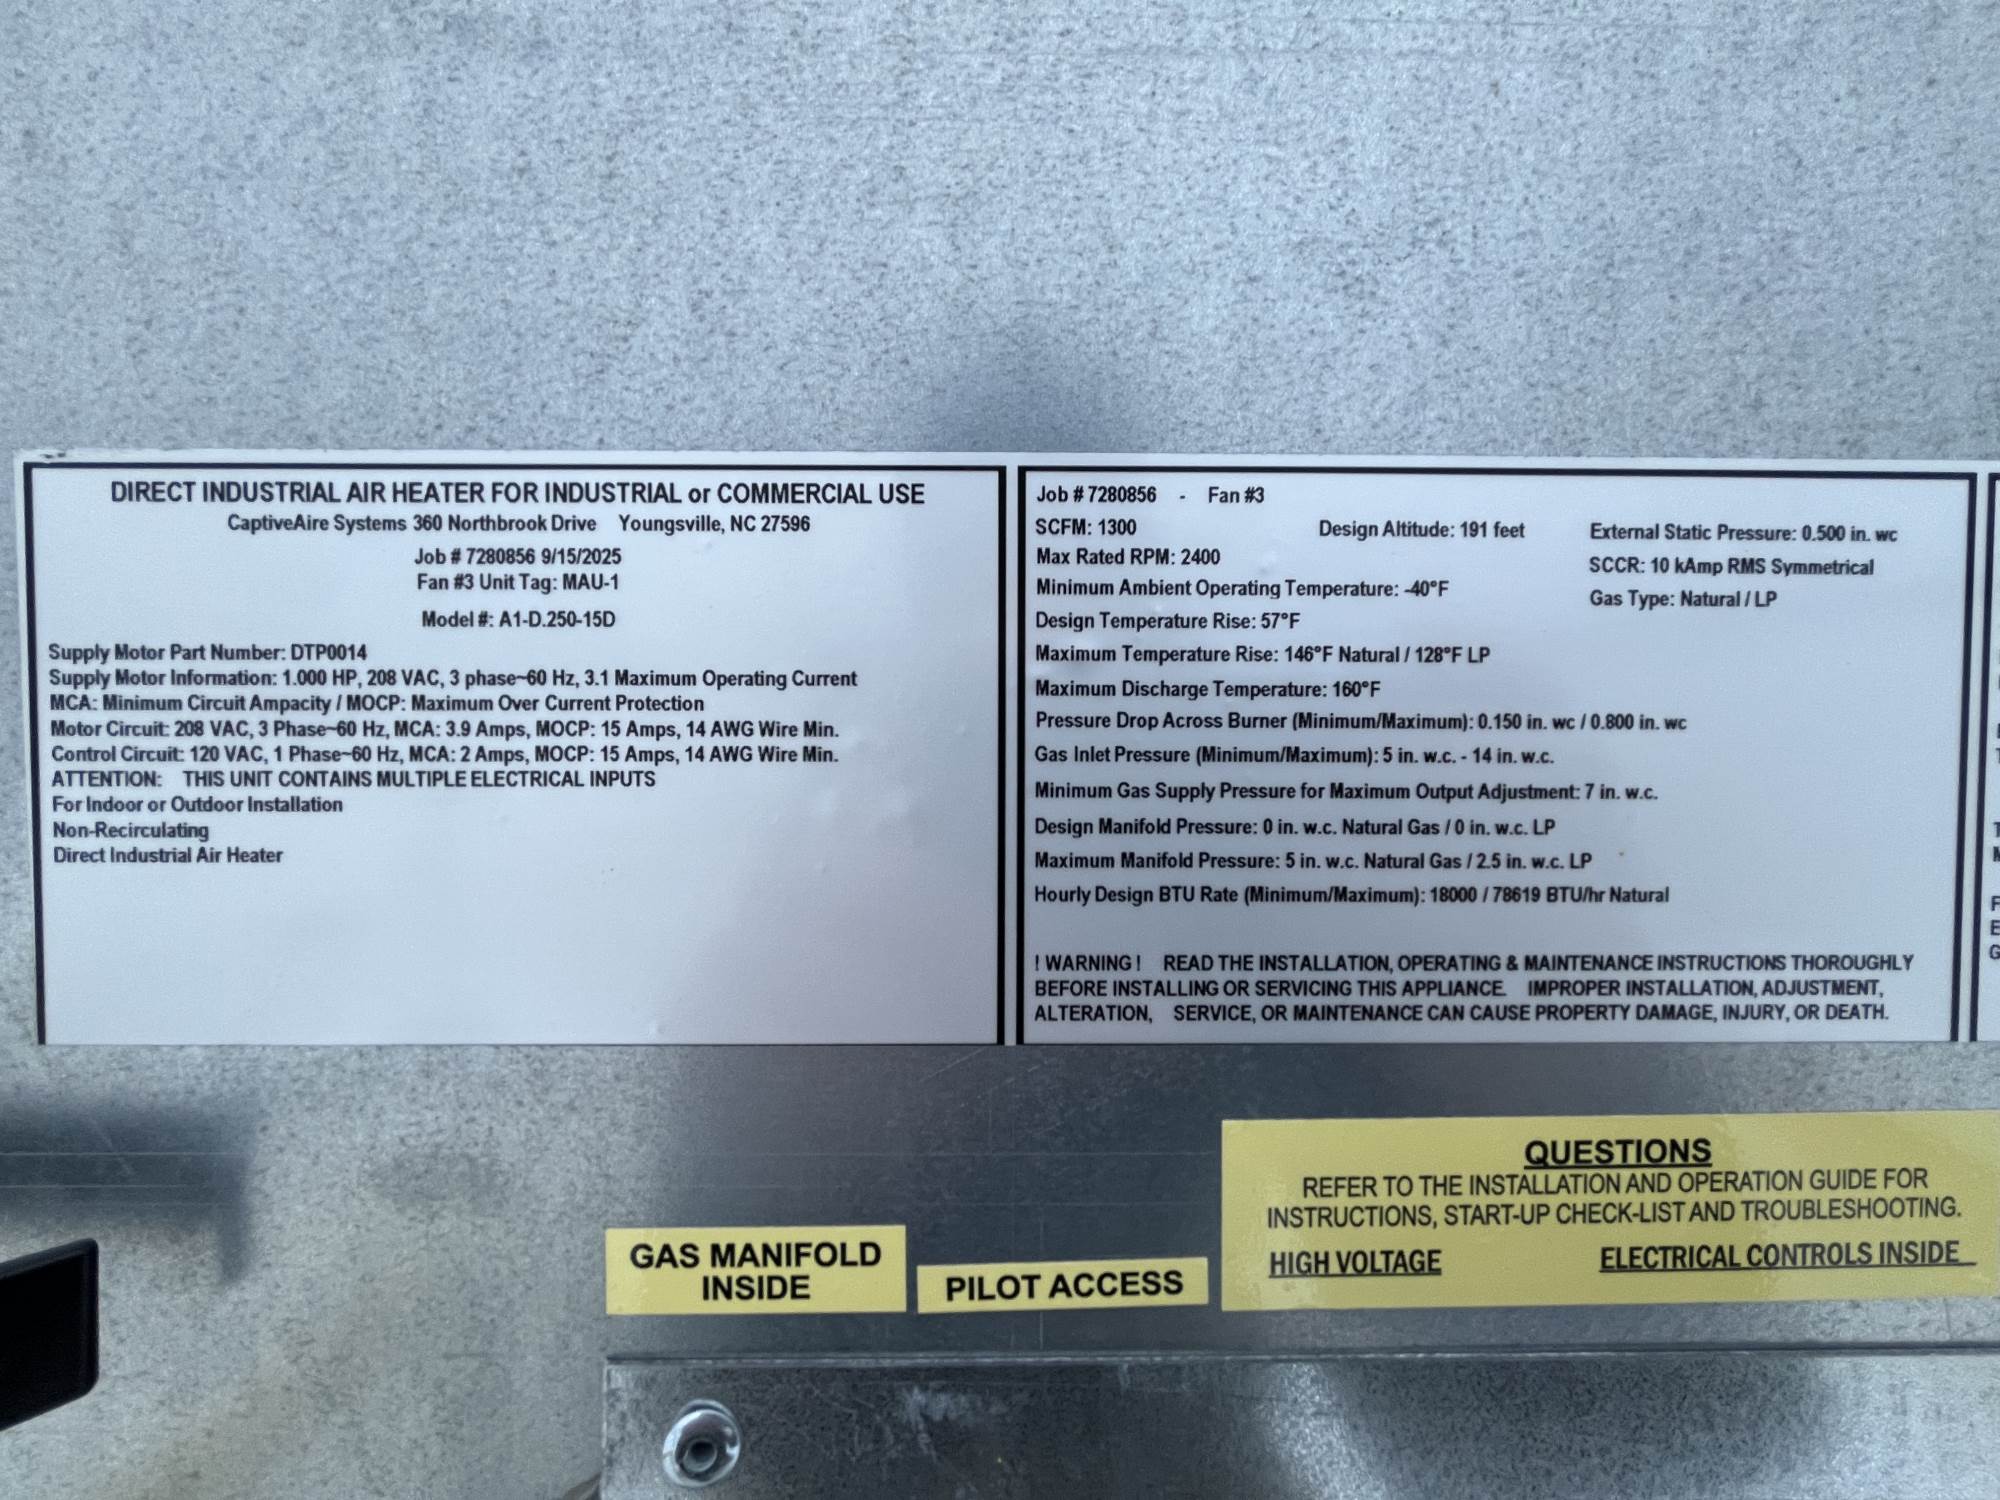 DIRECT INDUSTRIAL AIR HEATER FOR INDUSTRIAL or COMMERCIAL USE
CaptiveAire Systems 360 Northbrook Drive Youngsville, NC 27596
Job # 7280856 9/15/2025
Fan #3 Unit Tag: MAU-1
Model #: A1-D.250-15D
Supply Motor Part Number: DTP0014
Supply Motor Information: 1.000 HP, 208 VAC, 3 phase~60 Hz, 3.1 Maximum Operating Current
MCA: Minimum Circuit Ampacity / MOCP: Maximum Over Current Protection
Motor Circuit: 208 VAC, 3 Phase~60 Hz, MCA: 3.9 Amps, MOCP: 15 Amps, 14 AWG Wire Min.
Control Circuit: 120 VAC, 1 Phase~60 Hz, MCA: 2 Amps, MOCP: 15 Amps, 14 AWG Wire Min.
ATTENTION: THIS UNIT CONTAINS MULTIPLE ELECTRICAL INPUTS
For Indoor or Outdoor Installation
Non-Recirculating
Direct Industrial Air Heater
Job # 7280856 - Fan #3
SCFM: 1300 Design Altitude: 191 feet External Static Pressure: 0.500 in. wc
Max Rated RPM: 2400 SCCR: 10 kAmp RMS Symmetrical
Minimum Ambient Operating Temperature: -40°F Gas Type: Natural / LP
Design Temperature Rise: 57°F
Maximum Temperature Rise: 146°F Natural / 128°F LP
Maximum Discharge Temperature: 160°F
Pressure Drop Across Burner (Minimum/Maximum): 0.150 in. wc / 0.800 in. wc
Gas Inlet Pressure (Minimum/Maximum): 5 in. w.c. - 14 in. w.c.
Minimum Gas Supply Pressure for Maximum Output Adjustment: 7 in. w.c.
Design Manifold Pressure: 0 in. w.c. Natural Gas / 0 in. w.c. LP
Maximum Manifold Pressure: 5 in. w.c. Natural Gas / 2.5 in. w.c. LP
Hourly Design BTU Rate (Minimum/Maximum): 18000 / 78619 BTU/hr Natural
! WARNING ! READ THE INSTALLATION, OPERATING & MAINTENANCE INSTRUCTIONS THOROUGHLY
BEFORE INSTALLING OR SERVICING THIS APPLIANCE. IMPROPER INSTALLATION, ADJUSTMENT,
ALTERATION, SERVICE, OR MAINTENANCE CAN CAUSE PROPERTY DAMAGE, INJURY, OR DEATH.
GAS MANIFOLD
INSIDE
PILOT ACCESS
QUESTIONS
REFER TO THE INSTALLATION AND OPERATION GUIDE FOR
INSTRUCTIONS, START-UP CHECK-LIST AND TROUBLESHOOTING.
HIGH VOLTAGE ELECTRICAL CONTROLS INSIDE